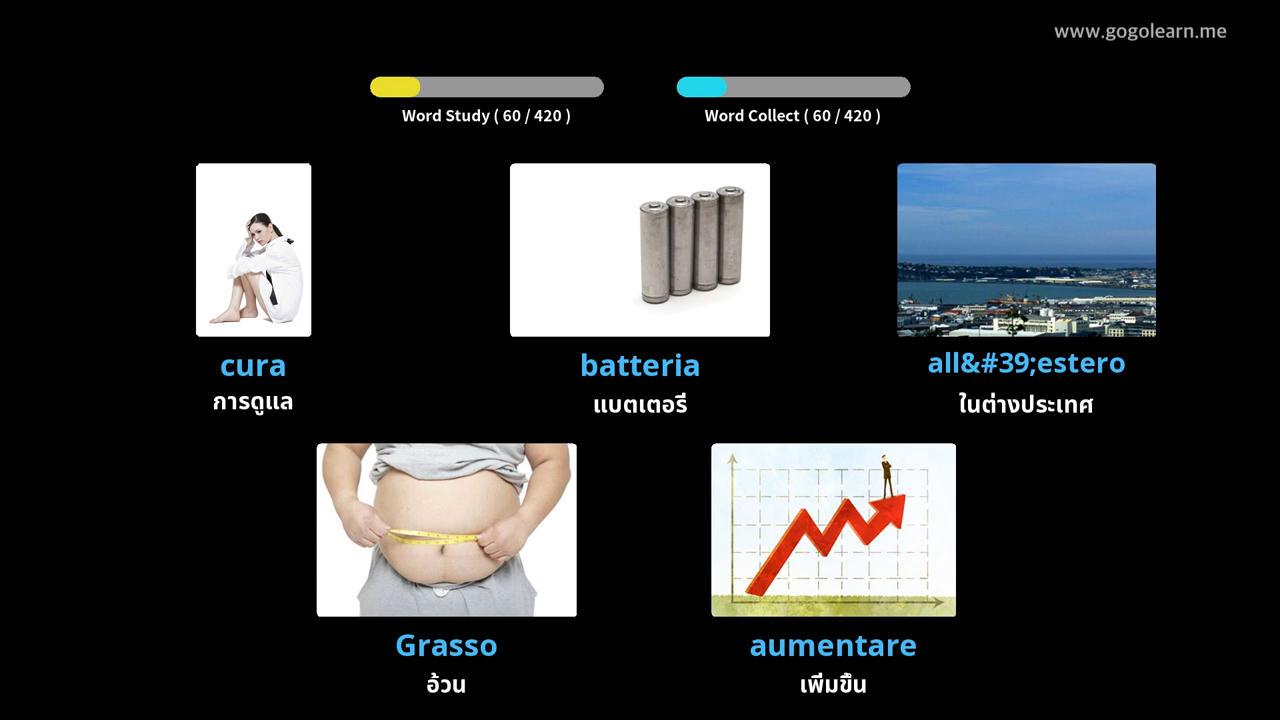 www.gogolearn.me
Word Study ( 60 / 420 )
Word Collect ( 60 / 420 )
cura
การดูแล
batteria
แบตเตอรี่
all&#39;estero
ในต่างประเทศ
Grasso
อ้วน
aumentare
เพิ่มขึ้น